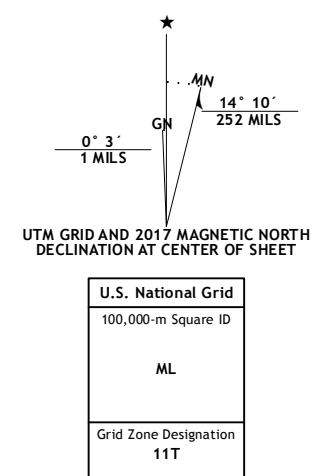 ★
MN
GN
14° 10´
252 MILS
0° 3´
1 MILS
UTM GRID AND 2017 MAGNETIC NORTH
DECLINATION AT CENTER OF SHEET
U.S. National Grid
100,000-m Square ID
ML
Grid Zone Designation
11T